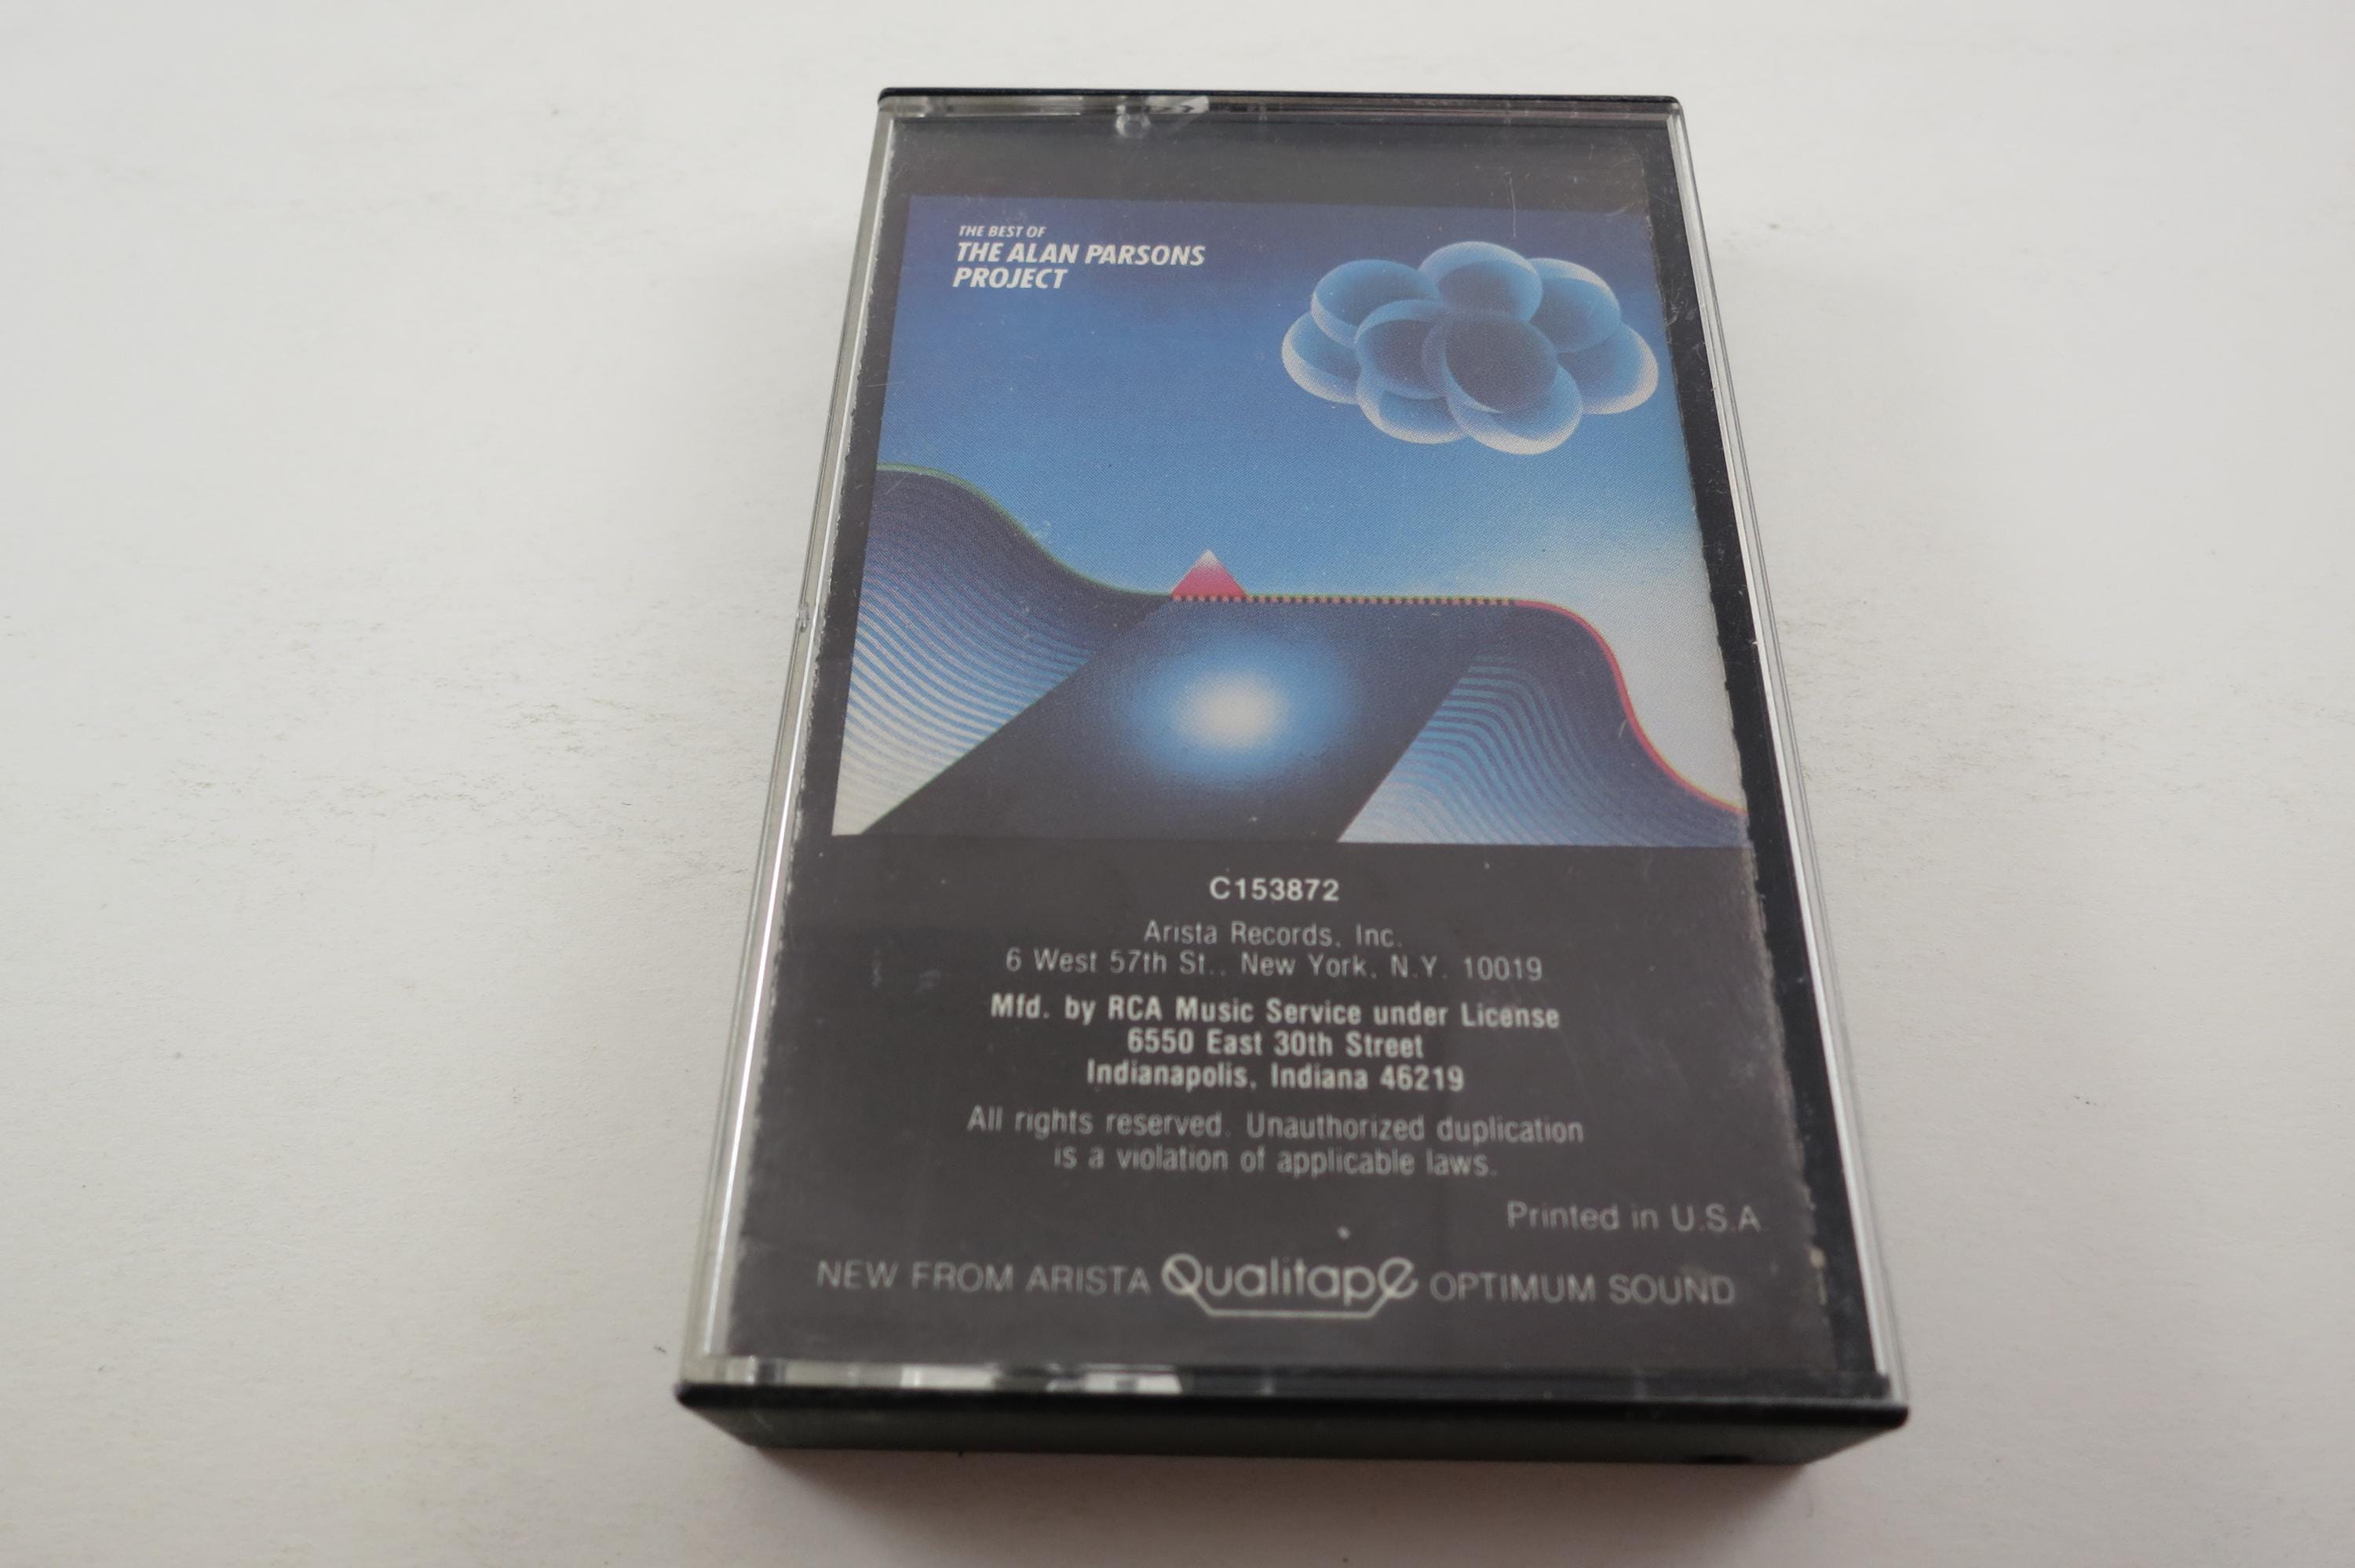 THE BEST OF
THE ALAN PARSONS
PROJECT
C153872
Arista Records, Inc.
6 West 57th St., New York, N.Y. 10019
Mfd. by RCA Music Service under License
6550 East 30th Street
Indianapolis, Indiana 46219
All rights reserved. Unauthorized duplication
is a violation of applicable laws.
Printed in U.S.A
NEW FROM ARISTA Qualitape OPTIMUM SOUND